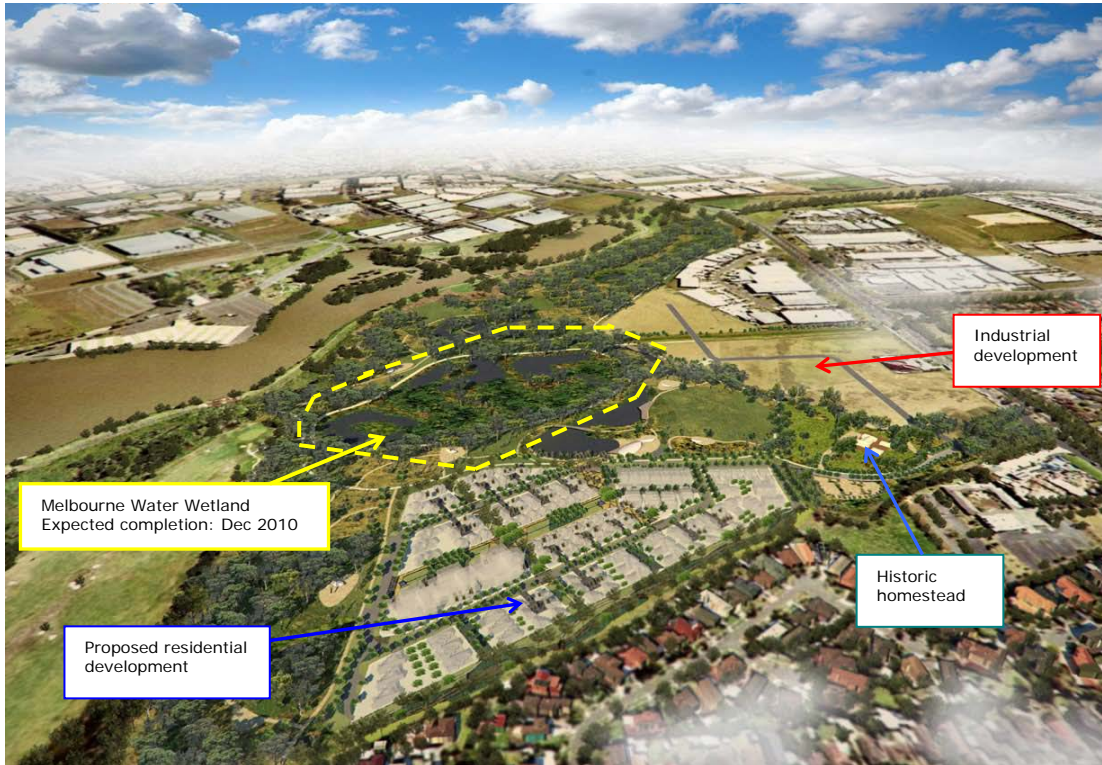 Industrial
development
Melbourne Water Wetland
Expected completion: Dec 2010
Historic
homestead
Proposed residential
development